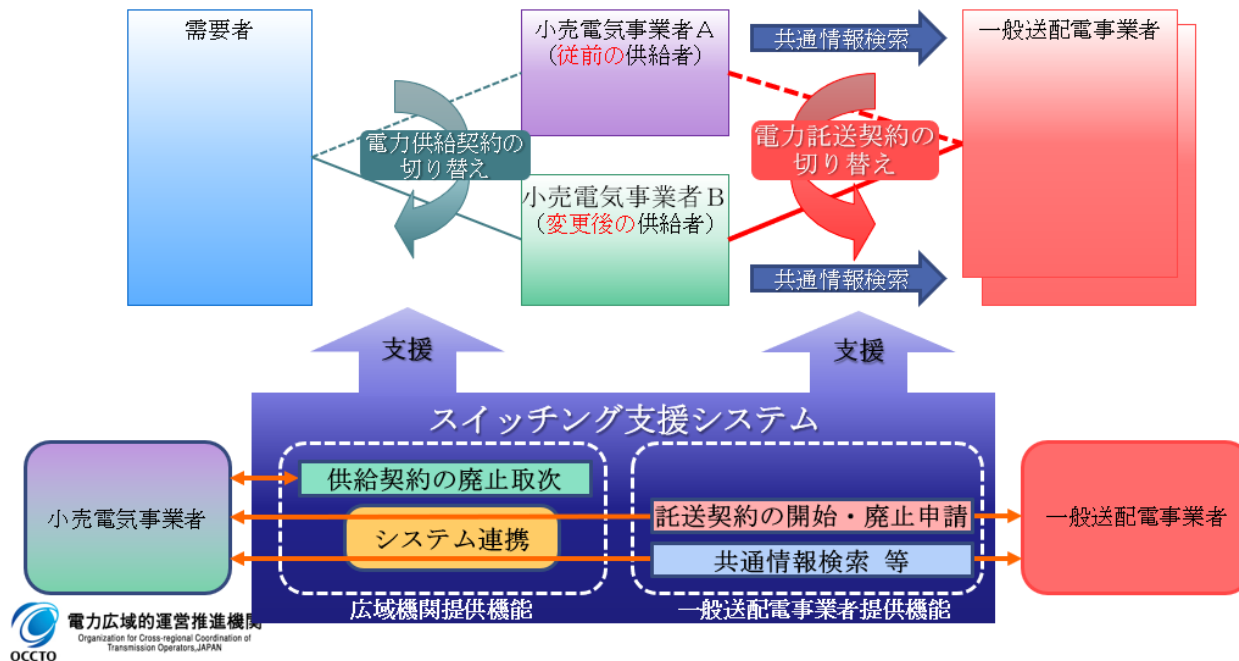 需要者
小売電気事業者Ａ
（従前の供給者）
共通情報検索
一般送配電事業者
電力供給契約の
切り替え
電力託送契約の
切り替え
小売電気事業者Ｂ
（変更後の供給者）
共通情報検索
支援
支援
スイッチング支援システム
供給契約の廃止取次
小売電気事業者
システム連携
託送契約の開始・廃止申請
一般送配電事業者
共通情報検索 等
広域機関提供機能
一般送配電事業者提供機能
電力広域的運営推進機関
Organization for Cross-regional Coordination of
Transmission Operators,JAPAN
OCCTO